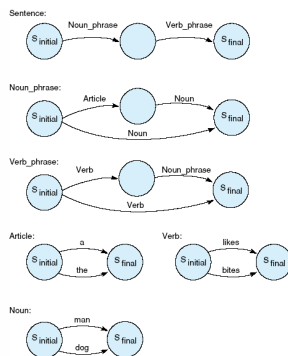 Sentence:
Noun_phrase Verb_phrase
S initial S final
Noun_phrase:
Article Noun
S initial S final
Noun
Verb_phrase:
Verb Noun_phrase
S initial S final
Verb
Article: Verb:
a likes
S initial S final S initial S final
the bites
Noun:
man
S initial S final
dog